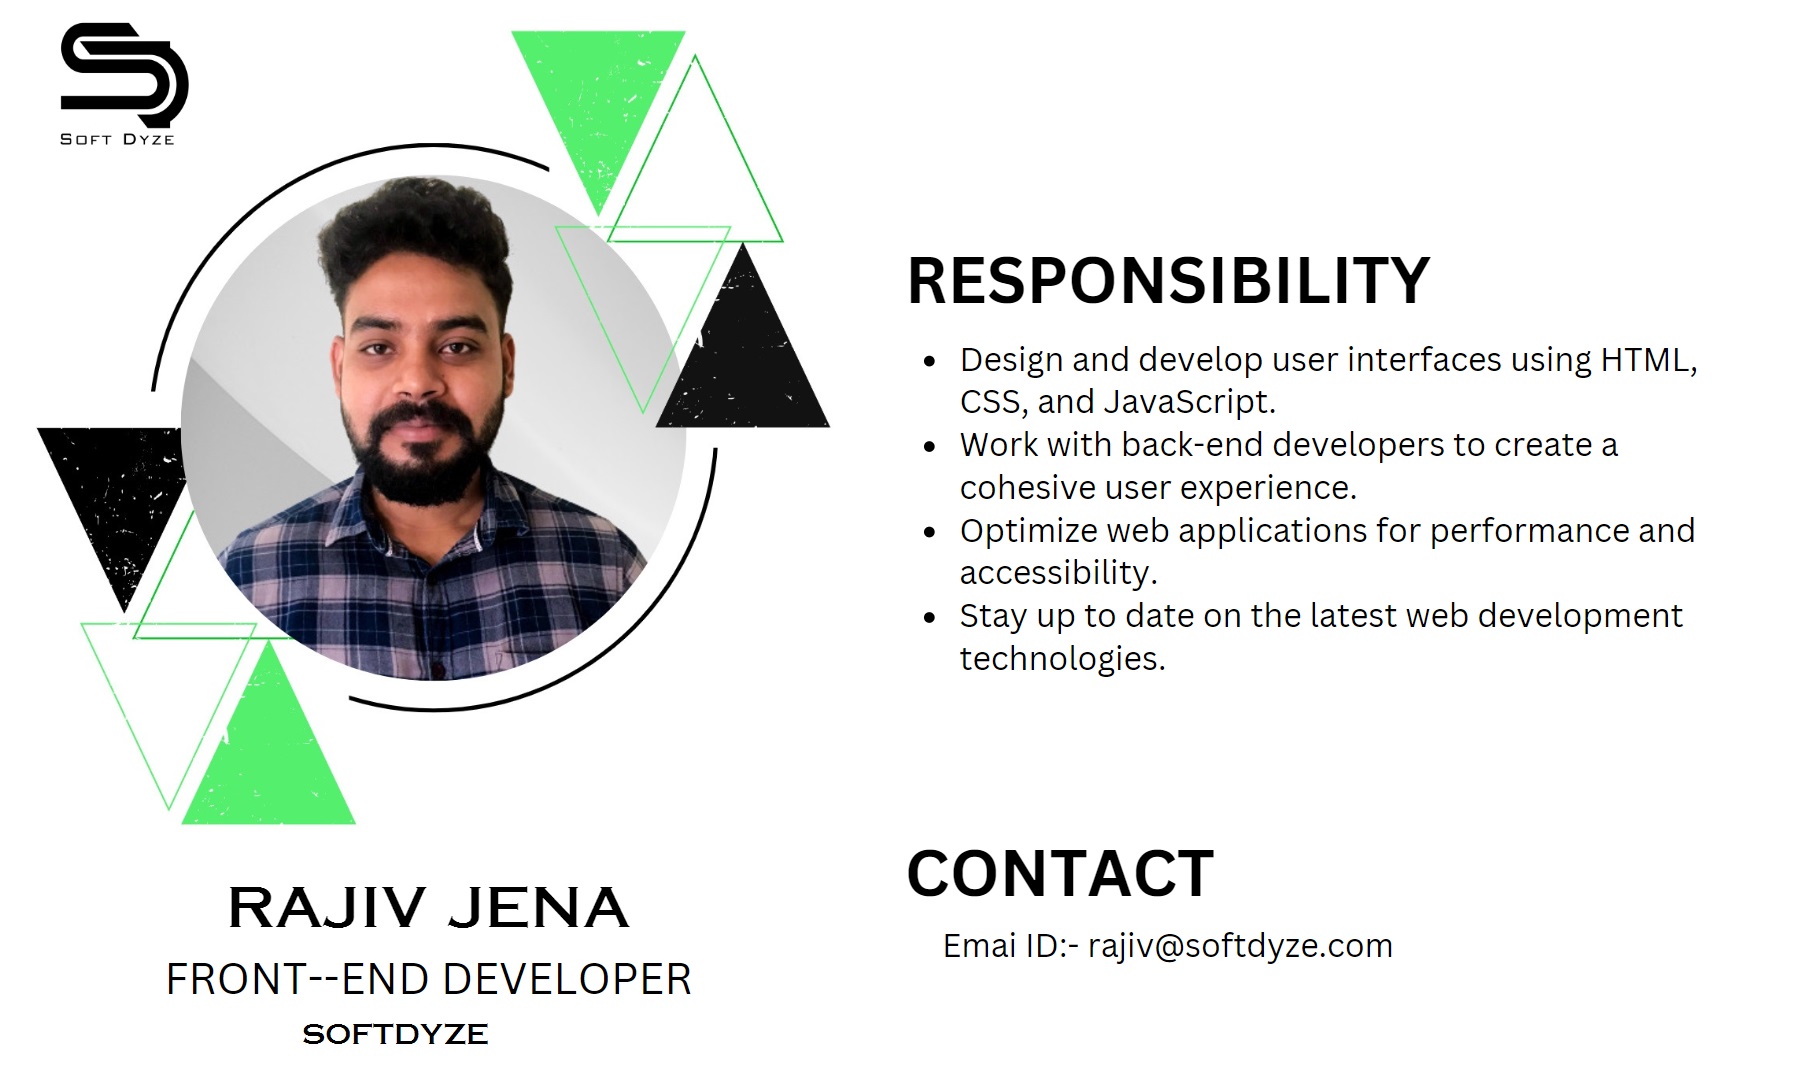 SOFT DYZE
RESPONSIBILITY
• Design and develop user interfaces using HTML,
CSS, and JavaScript.
• Work with back-end developers to create a
cohesive user experience.
• Optimize web applications for performance and
accessibility.
• Stay up to date on the latest web development
technologies.
CONTACT
Emai ID:- rajiv@softdyze.com
RAJIV JENA
FRONT--END DEVELOPER
SOFTDYZE